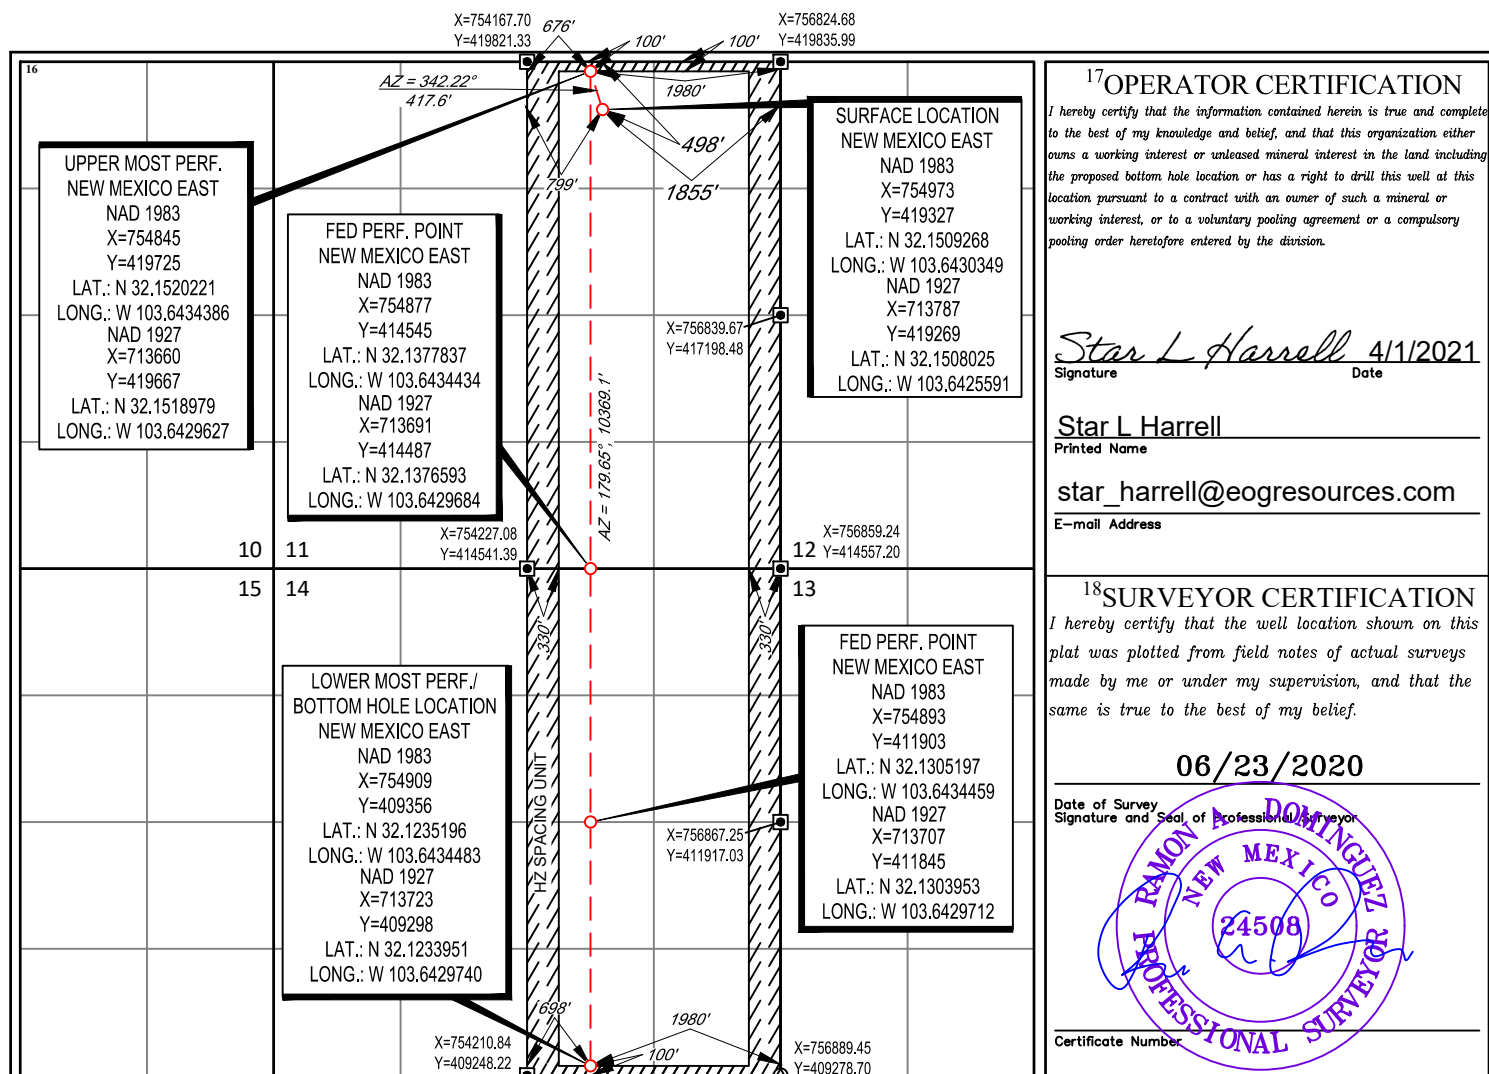 X=754167.70
Y=419821.33
676'
100'
100'
X=756824.68
Y=419835.99
16
AZ = 342.22°
417.6'
1980'
498'
799'
1855'
UPPER MOST PERF.
NEW MEXICO EAST
NAD 1983
X=754845
Y=419725
LAT.: N 32.1520221
LONG.: W 103.6434386
NAD 1927
X=713660
Y=419667
LAT.: N 32.1518979
LONG.: W 103.6429627
FED PERF. POINT
NEW MEXICO EAST
NAD 1983
X=754877
Y=414545
LAT.: N 32.1377837
LONG.: W 103.6434434
NAD 1927
X=713691
Y=414487
LAT.: N 32.1376593
LONG.: W 103.6429684
SURFACE LOCATION
NEW MEXICO EAST
NAD 1983
X=754973
Y=419327
LAT.: N 32.1509268
LONG.: W 103.6430349
NAD 1927
X=713787
Y=419269
LAT.: N 32.1508025
LONG.: W 103.6425591
X=756839.67
Y=417198.48
AZ = 179.65°, 10369.1'
X=754227.08
Y=414541.39
X=756859.24
Y=414557.20
10
11
12
15
14
13
330'
330'
LOWER MOST PERF./
BOTTOM HOLE LOCATION
NEW MEXICO EAST
NAD 1983
X=754909
Y=409356
LAT.: N 32.1235196
LONG.: W 103.6434483
NAD 1927
X=713723
Y=409298
LAT.: N 32.1233951
LONG.: W 103.6429740
HZ SPACING UNIT
FED PERF. POINT
NEW MEXICO EAST
NAD 1983
X=754893
Y=411903
LAT.: N 32.1305197
LONG.: W 103.6434459
NAD 1927
X=713707
Y=411845
LAT.: N 32.1303953
LONG.: W 103.6429712
X=756867.25
Y=411917.03
698'
1980'
100'
X=754210.84
Y=409248.22
X=756889.45
Y=409278.70
17 OPERATOR CERTIFICATION
I hereby certify that the information contained herein is true and complete
to the best of my knowledge and belief, and that this organization either
owns a working interest or unleased mineral interest in the land including
the proposed bottom hole location or has a right to drill this well at this
location pursuant to a contract with an owner of such a mineral or
working interest, or to a voluntary pooling agreement or a compulsory
pooling order heretofore entered by the division.
Star L Harrell 4/1/2021
Signature Date
Star L Harrell
Printed Name
star_harrell@eogresources.com
E-mail Address
18 SURVEYOR CERTIFICATION
I hereby certify that the well location shown on this
plat was plotted from field notes of actual surveys
made by me or under my supervision, and that the
same is true to the best of my belief.
06/23/2020
Date of Survey
Signature and Seal of Professional Surveyor
RAMON A. DOMINGUEZ
NEW MEXICO
24508
PROFESSIONAL SURVEYOR
Certificate Number